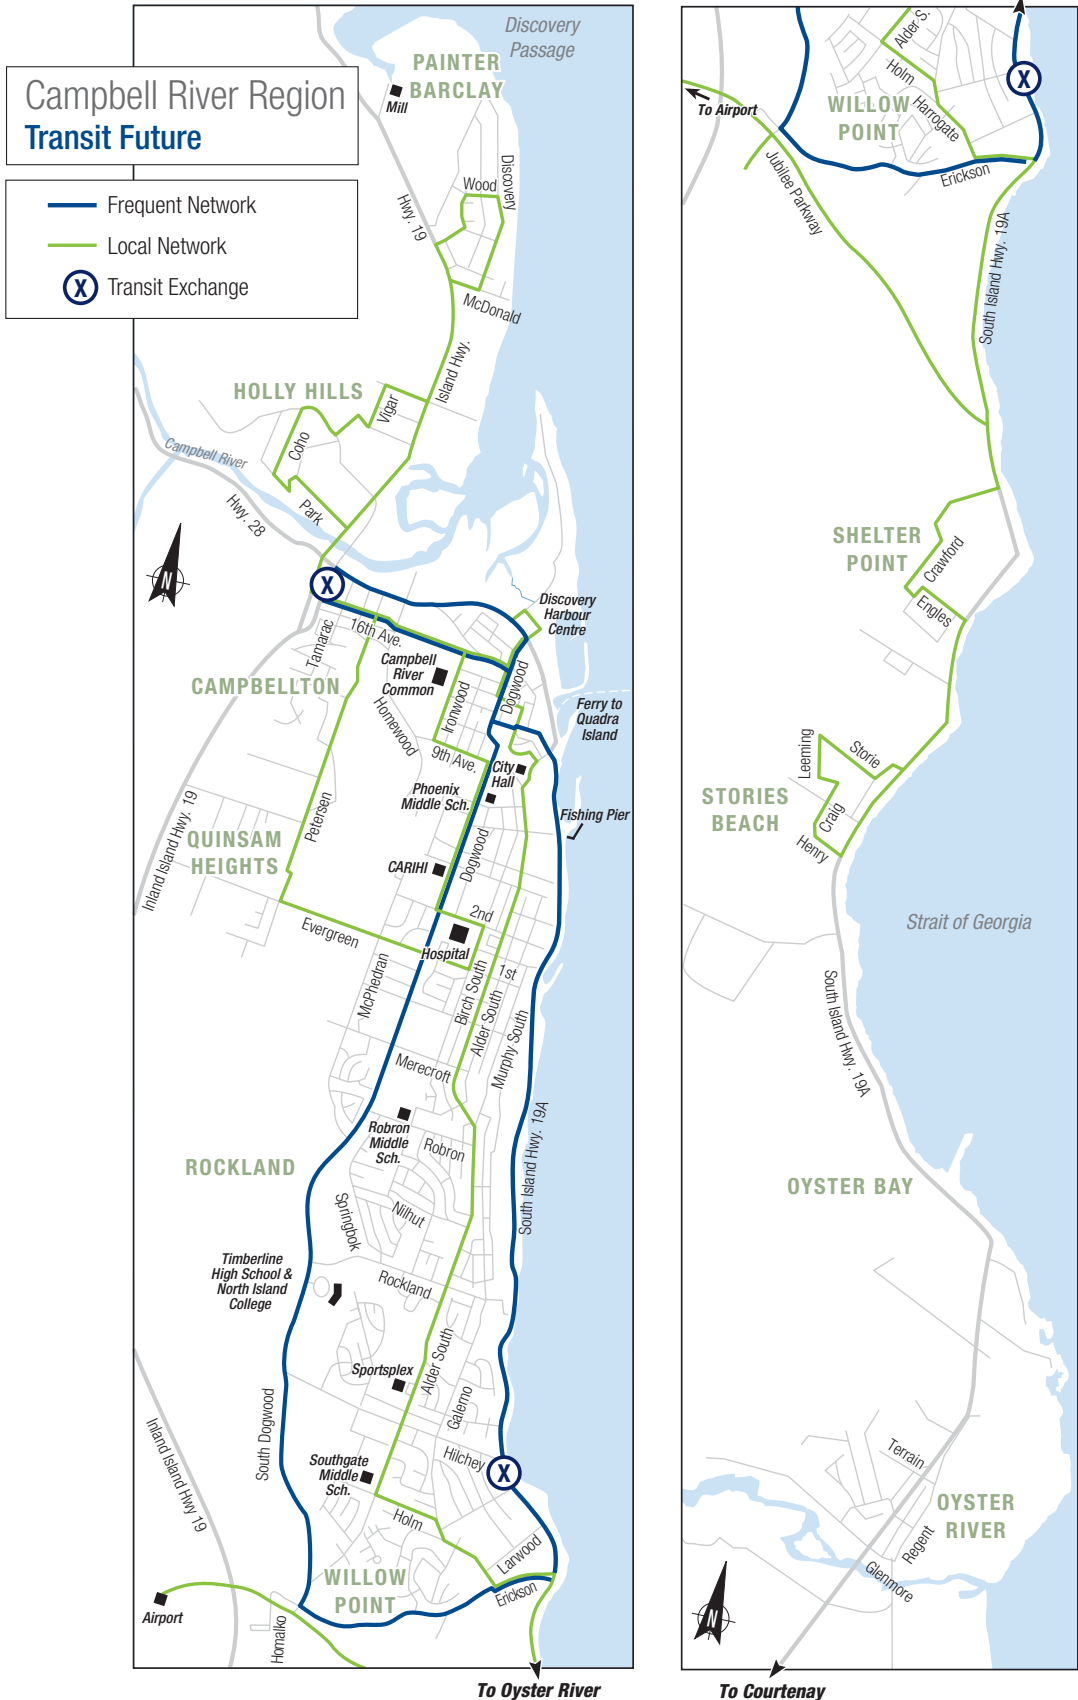 Campbell River Region
Transit Future
Frequent Network
Local Network
X
Transit Exchange
Discovery
Passage
PAINTER
BARCLAY
Mill
Wood
Discovery
Hwy. 19
McDonald
Island Hwy.
HOLLY HILLS
Vigar
Coho
Campbell River
Park
Hwy. 28
N
X
Discovery
Harbour
Centre
16th Ave.
Tamarac
Campbell
River
Common
CAMPBELLTON
Ironwood
Dogwood
Homewood
Ferry to
Quadra
Island
9th Ave.
City
Hall
Phoenix
Middle Sch.
Fishing Pier
Petersen
Inland Island Hwy. 19
QUINSAM
HEIGHTS
CARIHI
Dogwood
2nd
Evergreen
Hospital
1st
McPhedran
Birch South
Alder South
Murphy South
Merecroft
Robron
Middle
Sch.
Robron
South Island Hwy. 19A
ROCKLAND
Springbok
Nilhut
Timberline
High School &
North Island
College
Rockland
Alder South
Sportsplex
Galerno
South Dogwood
Inland Island Hwy 19
Southgate
Middle
Sch.
Hilchey
X
Holm
Larwood
WILLOW
POINT
Erickson
Airport
Homalko
To Oyster River
Alder S.
Holm
X
To Airport
WILLOW
POINT
Harrogate
Erickson
Jubilee Parkway
South Island Hwy. 19A
SHELTER
POINT
Crawford
Engles
Leeming
Storie
STORIES
BEACH
Craig
Henry
Strait of Georgia
South Island Hwy. 19A
OYSTER BAY
Terrain
OYSTER
RIVER
Regent
Glenmore
N
To Courtenay